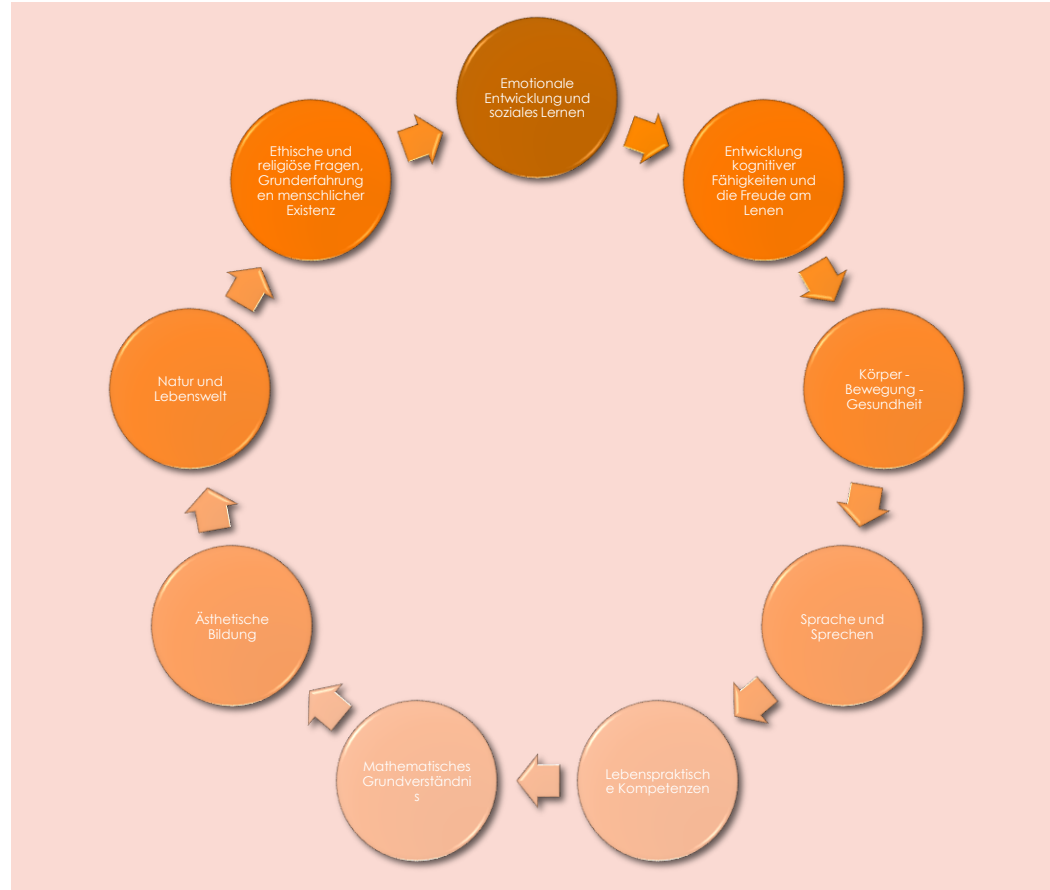 Emotionale
Entwicklung und
soziales Lernen
Entwicklung
kognitiver
Fähigkeiten und
die Freude am
Lenen
Körper -
Bewegung -
Gesundheit
Sprache und
Sprechen
Lebenspraktisch
e Kompetenzen
Mathematisches
Grundverständni
s
Ästhetische
Bildung
Natur und
Lebenswelt
Ethische und
religiöse Fragen,
Grunderfahrung
en menschlicher
Existenz